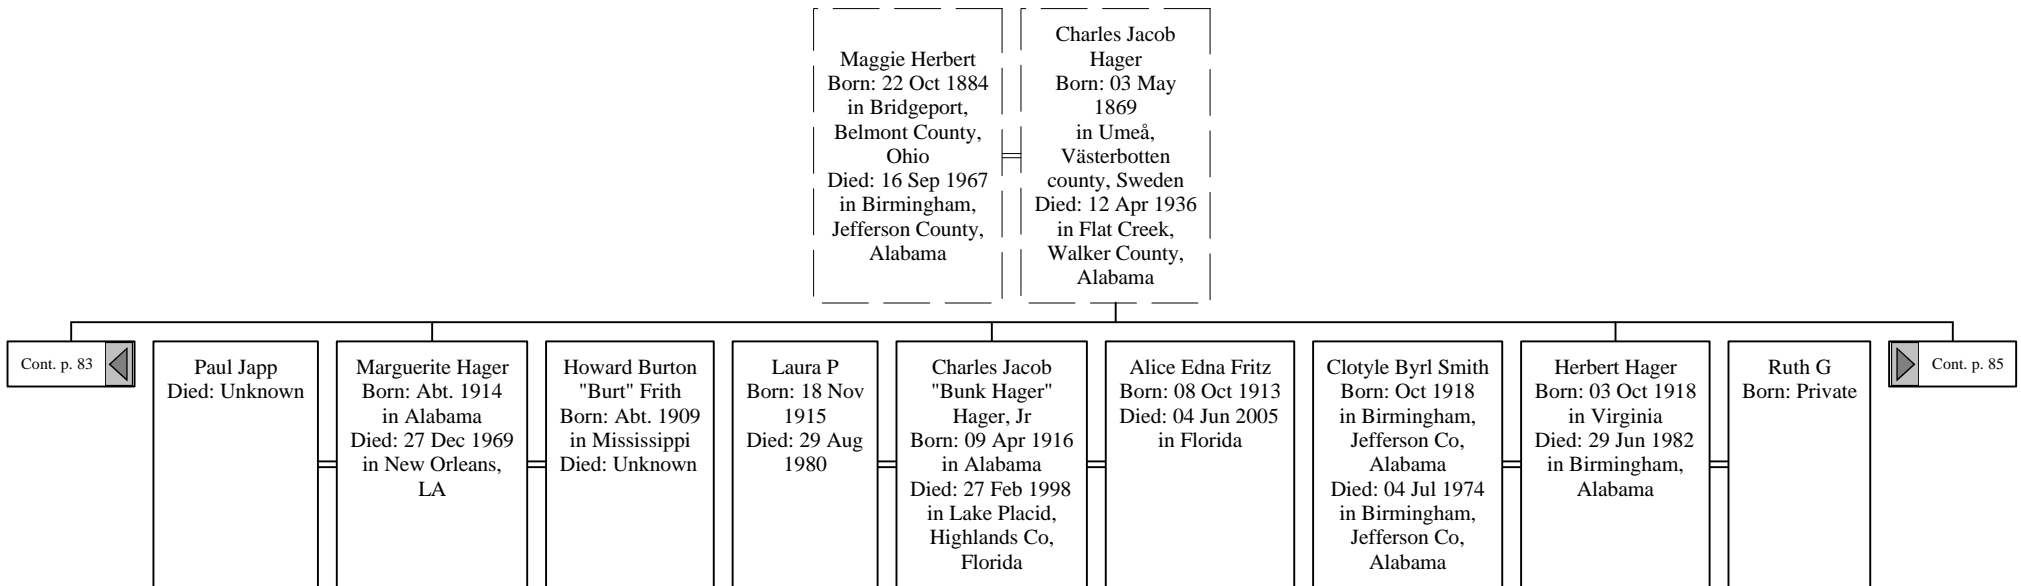 Maggie Herbert
Born: 22 Oct 1884
in Bridgeport,
Belmont County,
Ohio
Died: 16 Sep 1967
in Birmingham,
Jefferson County,
Alabama
Charles Jacob
Hager
Born: 03 May
1869
in Umeå,
Västerbotten
county, Sweden
Died: 12 Apr 1936
in Flat Creek,
Walker County,
Alabama
Cont. p. 83
Paul Japp
Died: Unknown
Marguerite Hager
Born: Abt. 1914
in Alabama
Died: 27 Dec 1969
in New Orleans,
LA
Howard Burton
"Burt" Frith
Born: Abt. 1909
in Mississippi
Died: Unknown
Laura P
Born: 18 Nov
1915
Died: 29 Aug
1980
Charles Jacob
"Bunk Hager"
Hager, Jr
Born: 09 Apr 1916
in Alabama
Died: 27 Feb 1998
in Lake Placid,
Highlands Co,
Florida
Alice Edna Fritz
Born: 08 Oct 1913
Died: 04 Jun 2005
in Florida
Clotyle Byrl Smith
Born: Oct 1918
in Birmingham,
Jefferson Co,
Alabama
Died: 04 Jul 1974
in Birmingham,
Jefferson Co,
Alabama
Herbert Hager
Born: 03 Oct 1918
in Virginia
Died: 29 Jun 1982
in Birmingham,
Alabama
Ruth G
Born: Private
Cont. p. 85